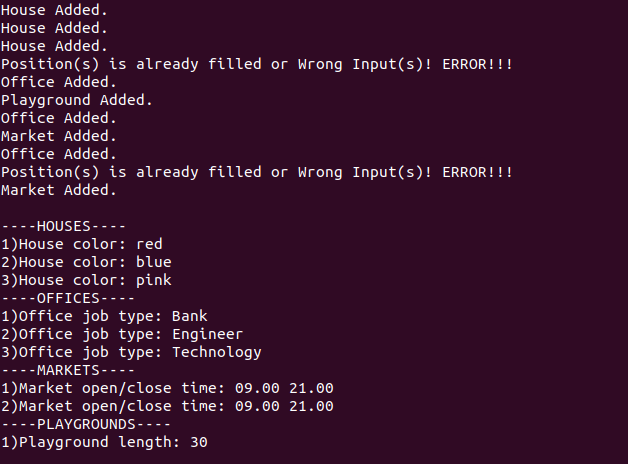 House Added.
House Added.
House Added.
Position(s) is already filled or Wrong Input(s)! ERROR!!!
Office Added.
Playground Added.
Office Added.
Market Added.
Office Added.
Position(s) is already filled or Wrong Input(s)! ERROR!!!
Market Added.

----HOUSES----
1)House color: red
2)House color: blue
3)House color: pink
----OFFICES----
1)Office job type: Bank
2)Office job type: Engineer
3)Office job type: Technology
----MARKETS----
1)Market open/close time: 09.00 21.00
2)Market open/close time: 09.00 21.00
----PLAYGROUNDS----
1)Playground length: 30